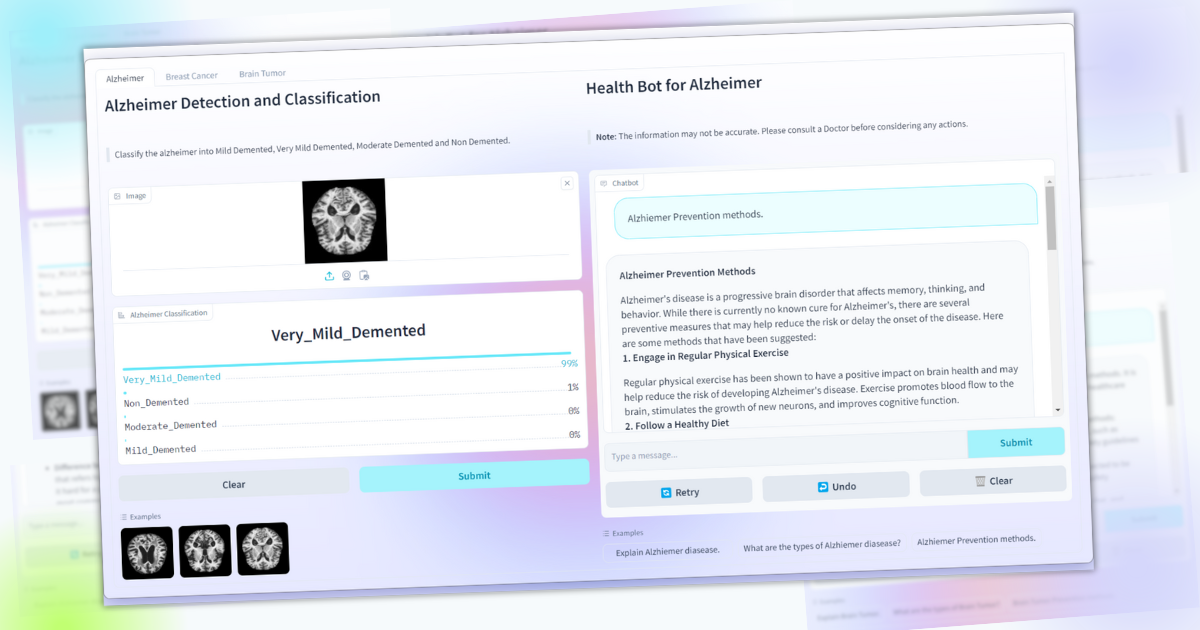 Alzheimer
Breast Cancer
Brain Tumor
Alzheimer Detection and Classification
Classify the alzheimer into Mild Demented, Very Mild Demented, Moderate Demented and Non Demented.
Image
Alzheimer Classification
Very_Mild_Demented
Very_Mild_Demented 99%
Non_Demented 1%
Moderate_Demented 0%
Mild_Demented 0%
Clear
Submit
Examples
Health Bot for Alzheimer
Note: The information may not be accurate. Please consult a Doctor before considering any actions.
Chatbot
Alzhiemer Prevention methods.
Alzheimer Prevention Methods
Alzheimer's disease is a progressive brain disorder that affects memory, thinking, and
behavior. While there is currently no known cure for Alzheimer's, there are several
preventive measures that may help reduce the risk or delay the onset of the disease. Here
are some methods that have been suggested:
1. Engage in Regular Physical Exercise
Regular physical exercise has been shown to have a positive impact on brain health and may
help reduce the risk of developing Alzheimer's disease. Exercise promotes blood flow to the
brain, stimulates the growth of new neurons, and improves cognitive function.
2. Follow a Healthy Diet
Type a message...
Submit
Retry
Undo
Clear
Examples
Explain Alzhiemer diasease.
What are the types of Alzhiemer diasease?
Alzhiemer Prevention methods.